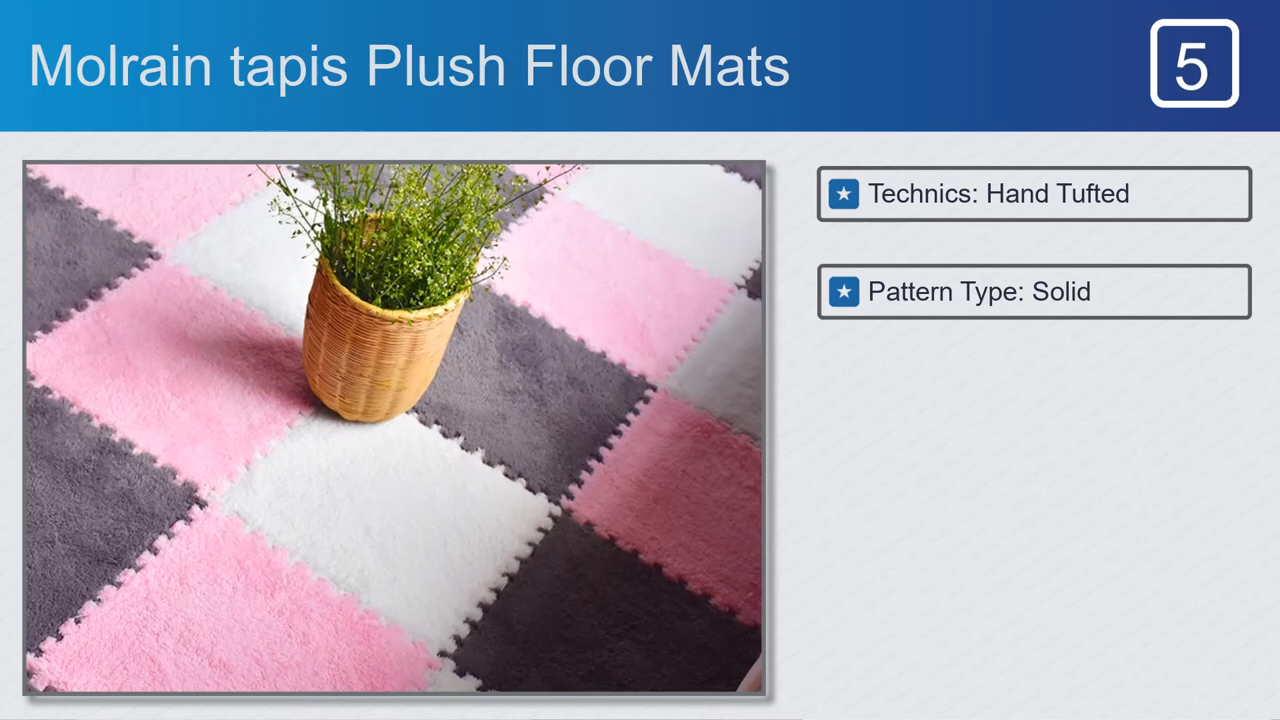 Molrain tapis Plush Floor Mats
5
Technics: Hand Tufted
Pattern Type: Solid